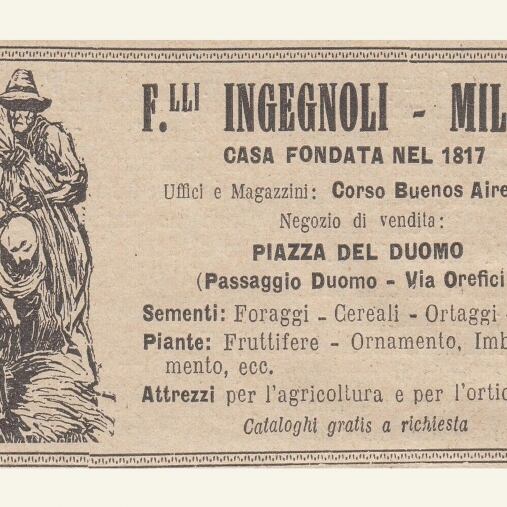 F.LLI INGEGNOLI - MIL
CASA FONDATA NEL 1817
Uffici e Magazzini: Corso Buenos Aire
Negozio di vendita:
PIAZZA DEL DUOMO
(Passaggio Duomo - Via Orefici
Sementi: Foraggi - Cereali - Ortaggi -
Piante: Fruttifere - Ornamento, Imb
mento, ecc.
Attrezzi per l'agricoltura e per l'ortic
Cataloghi gratis a richiesta